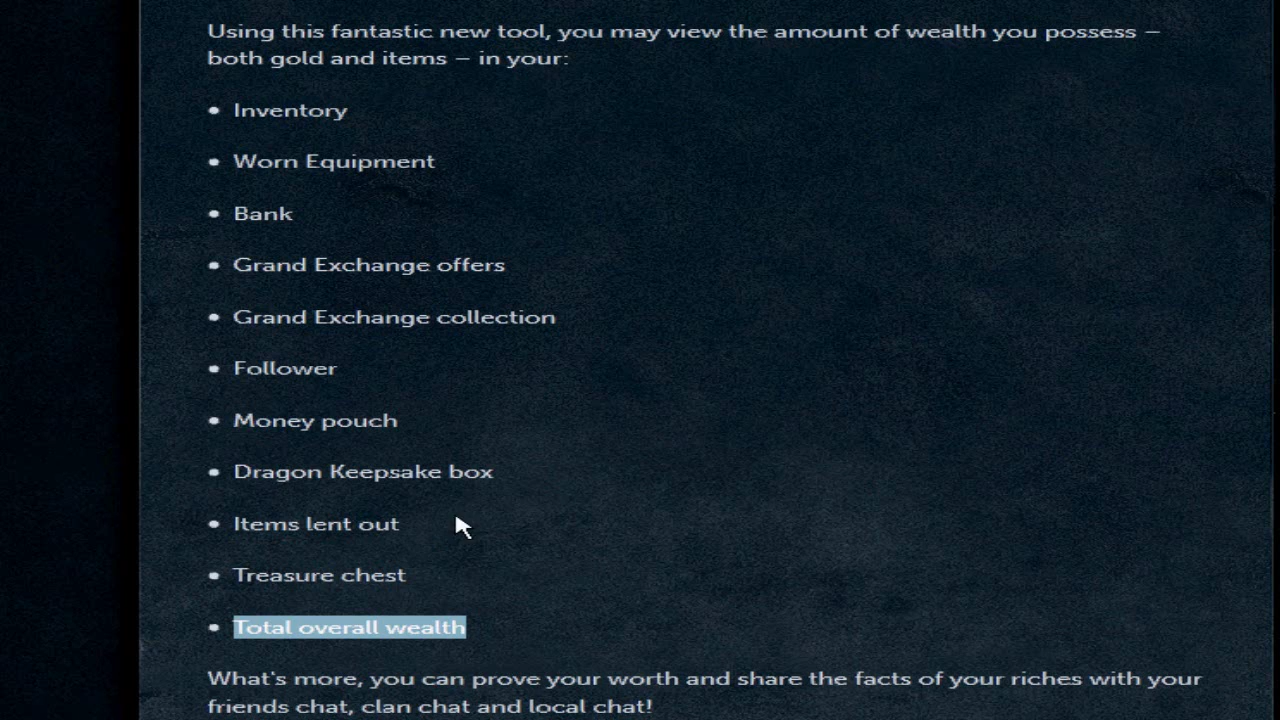 Using this fantastic new tool, you may view the amount of wealth you possess –
both gold and items – in your:
• Inventory
• Worn Equipment
• Bank
• Grand Exchange offers
• Grand Exchange collection
• Follower
• Money pouch
• Dragon Keepsake box
• Items lent out
• Treasure chest
• Total overall wealth
What's more, you can prove your worth and share the facts of your riches with your
friends chat, clan chat and local chat!